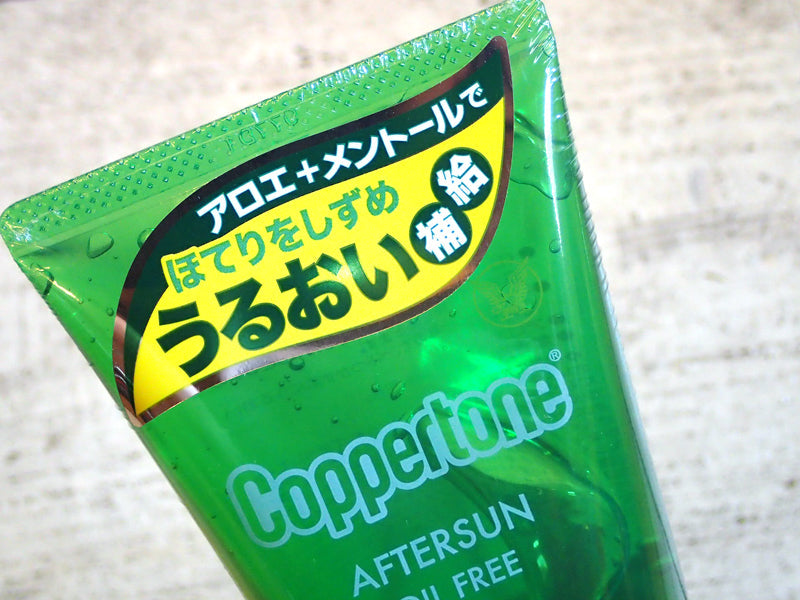 アロエ+メントールで
ほてりをしずめ
うるおい補給
Coppertone®
AFTERSUN
OIL FREE